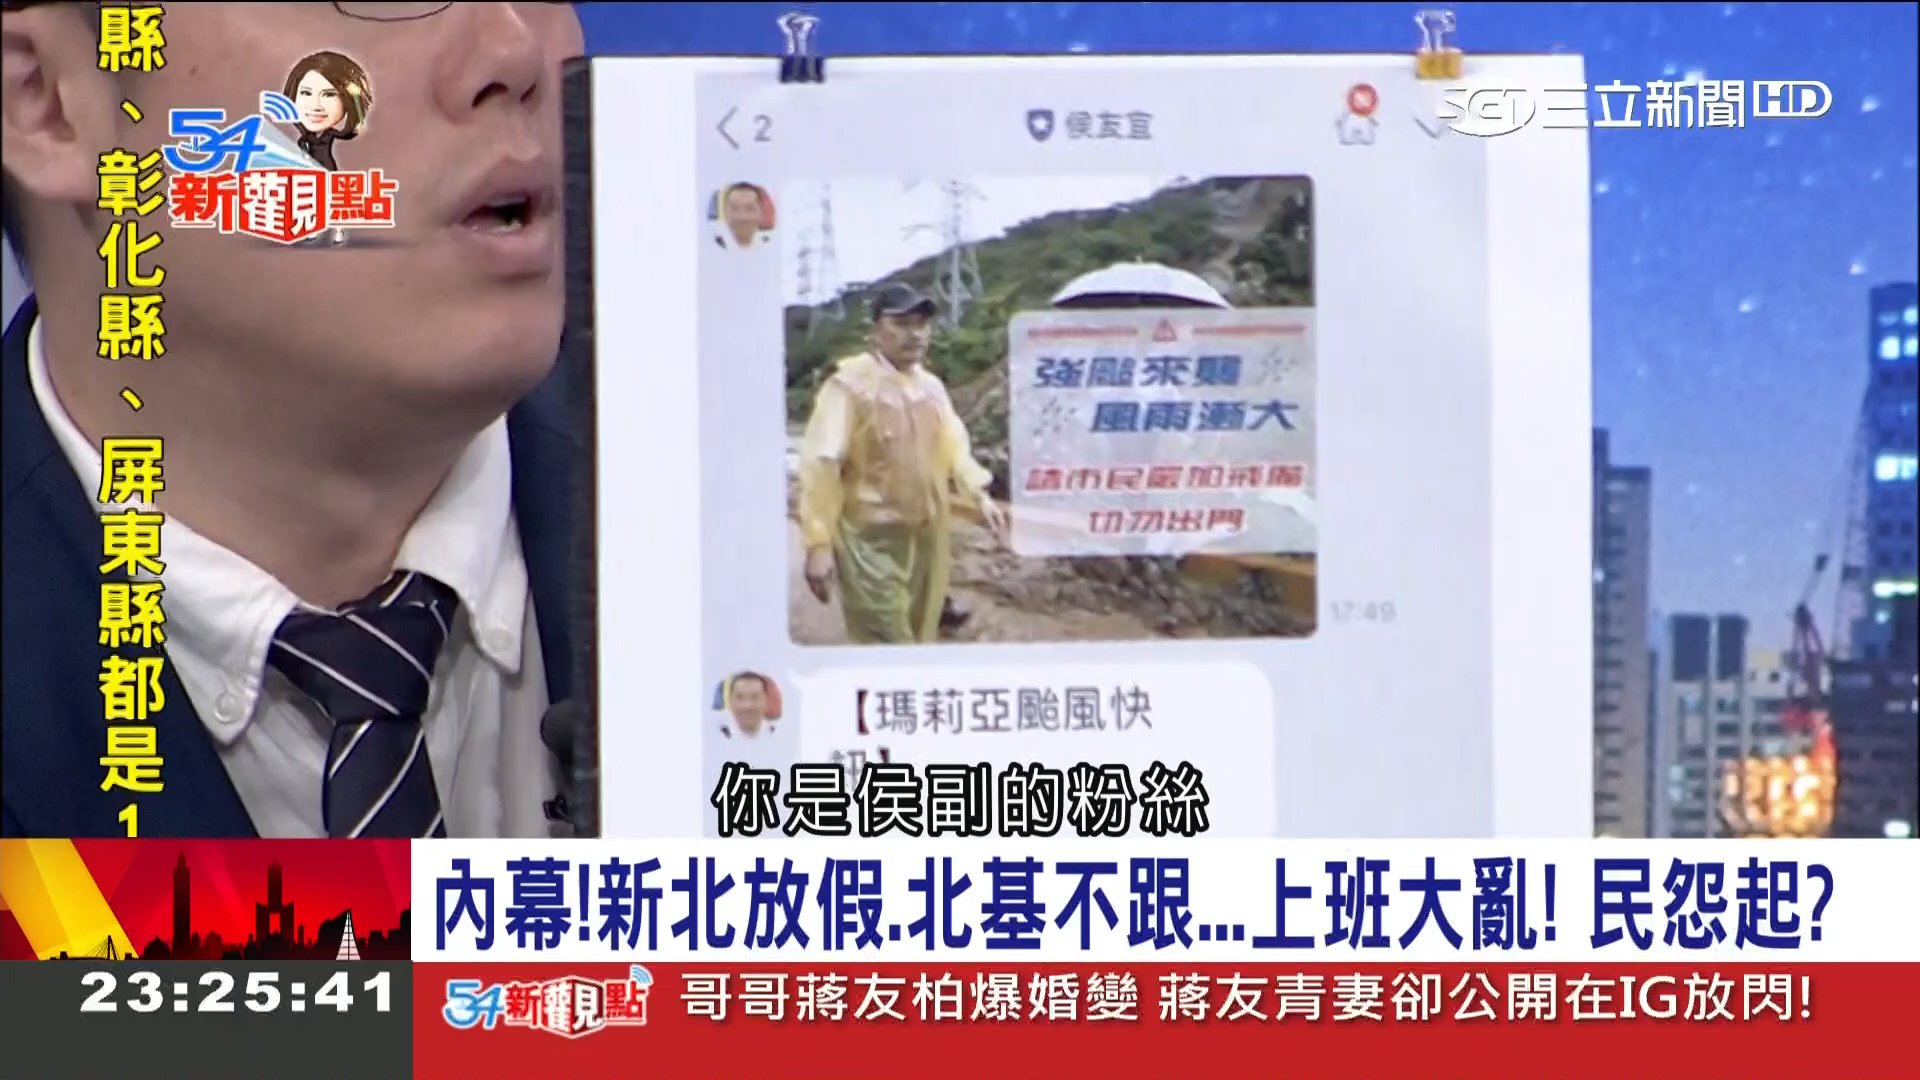 縣、彰化縣、屏東縣都是1
54新觀點
SET三立新聞HD
2
侯友宜
強颱來襲
風雨漸大
請市民嚴加戒備
切勿出門
17:49
【瑪莉亞颱風快
訊】
你是侯副的粉絲
內幕!新北放假.北基不跟...上班大亂! 民怨起?
23:25:41
54新觀點
哥哥蔣友柏爆婚變 蔣友青妻卻公開在IG放閃!